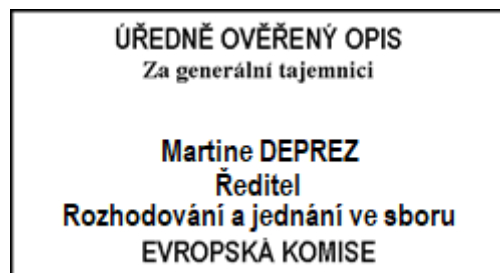 ÚŘEDNĚ OVĚŘENÝ OPIS
Za generální tajemnici
Martine DEPREZ
Ředitel
Rozhodování a jednání ve sboru
EVROPSKÁ KOMISE